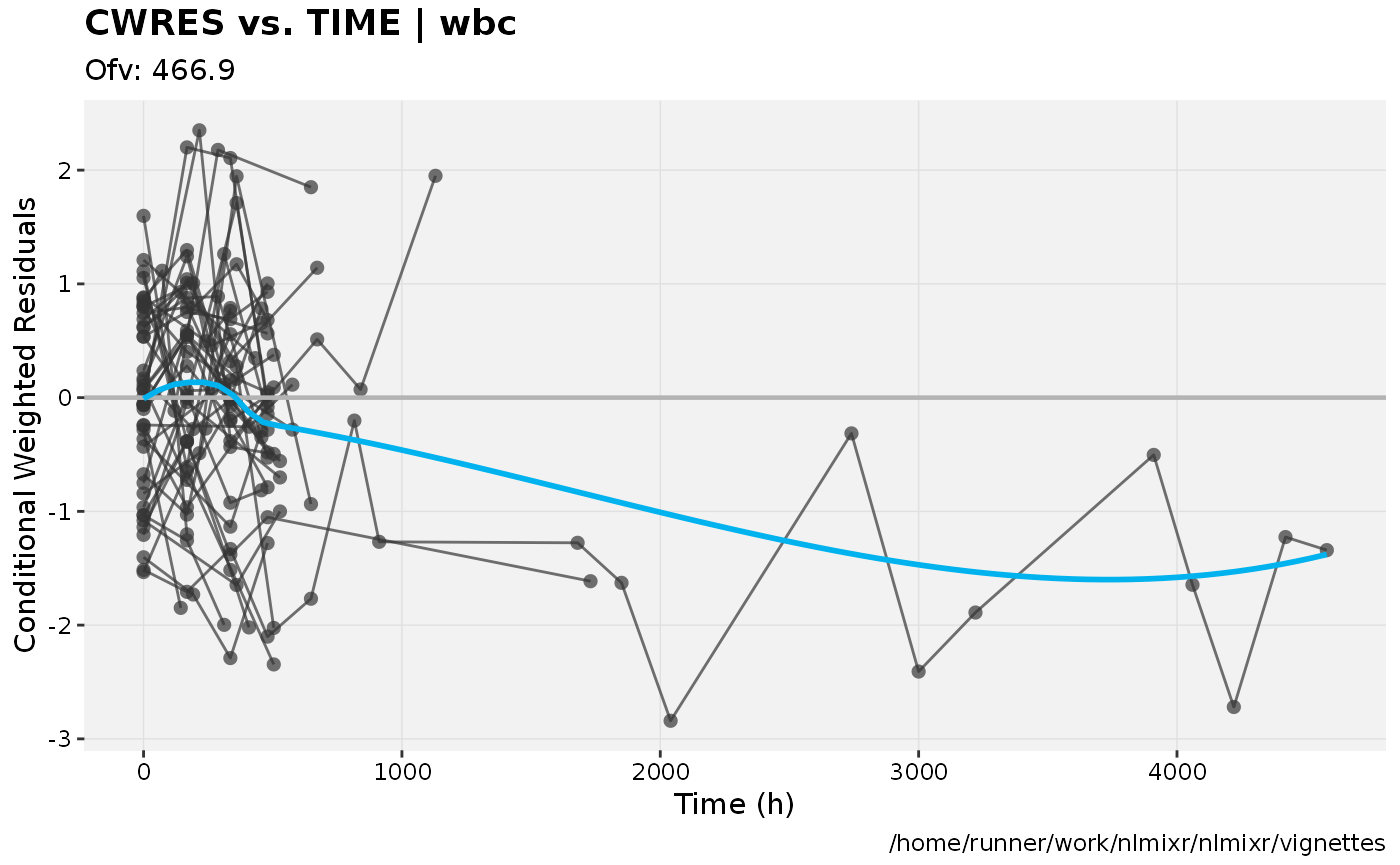 CWRES vs. TIME | wbc
Ofv: 466.9
Conditional Weighted Residuals
2
1
0
-1
-2
-3
0 1000 2000 3000 4000
Time (h)
/home/runner/work/nlmixr/nlmixr/vignettes